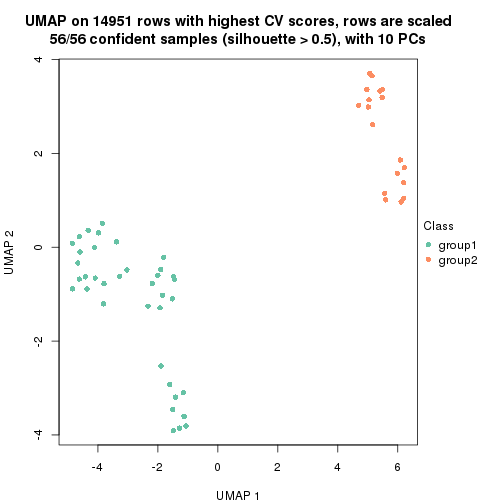 UMAP on 14951 rows with highest CV scores, rows are scaled
56/56 confident samples (silhouette > 0.5), with 10 PCs
4
2
0
-2
-4
UMAP 2
Class
group1
group2
-4 -2 0 2 4 6
UMAP 1